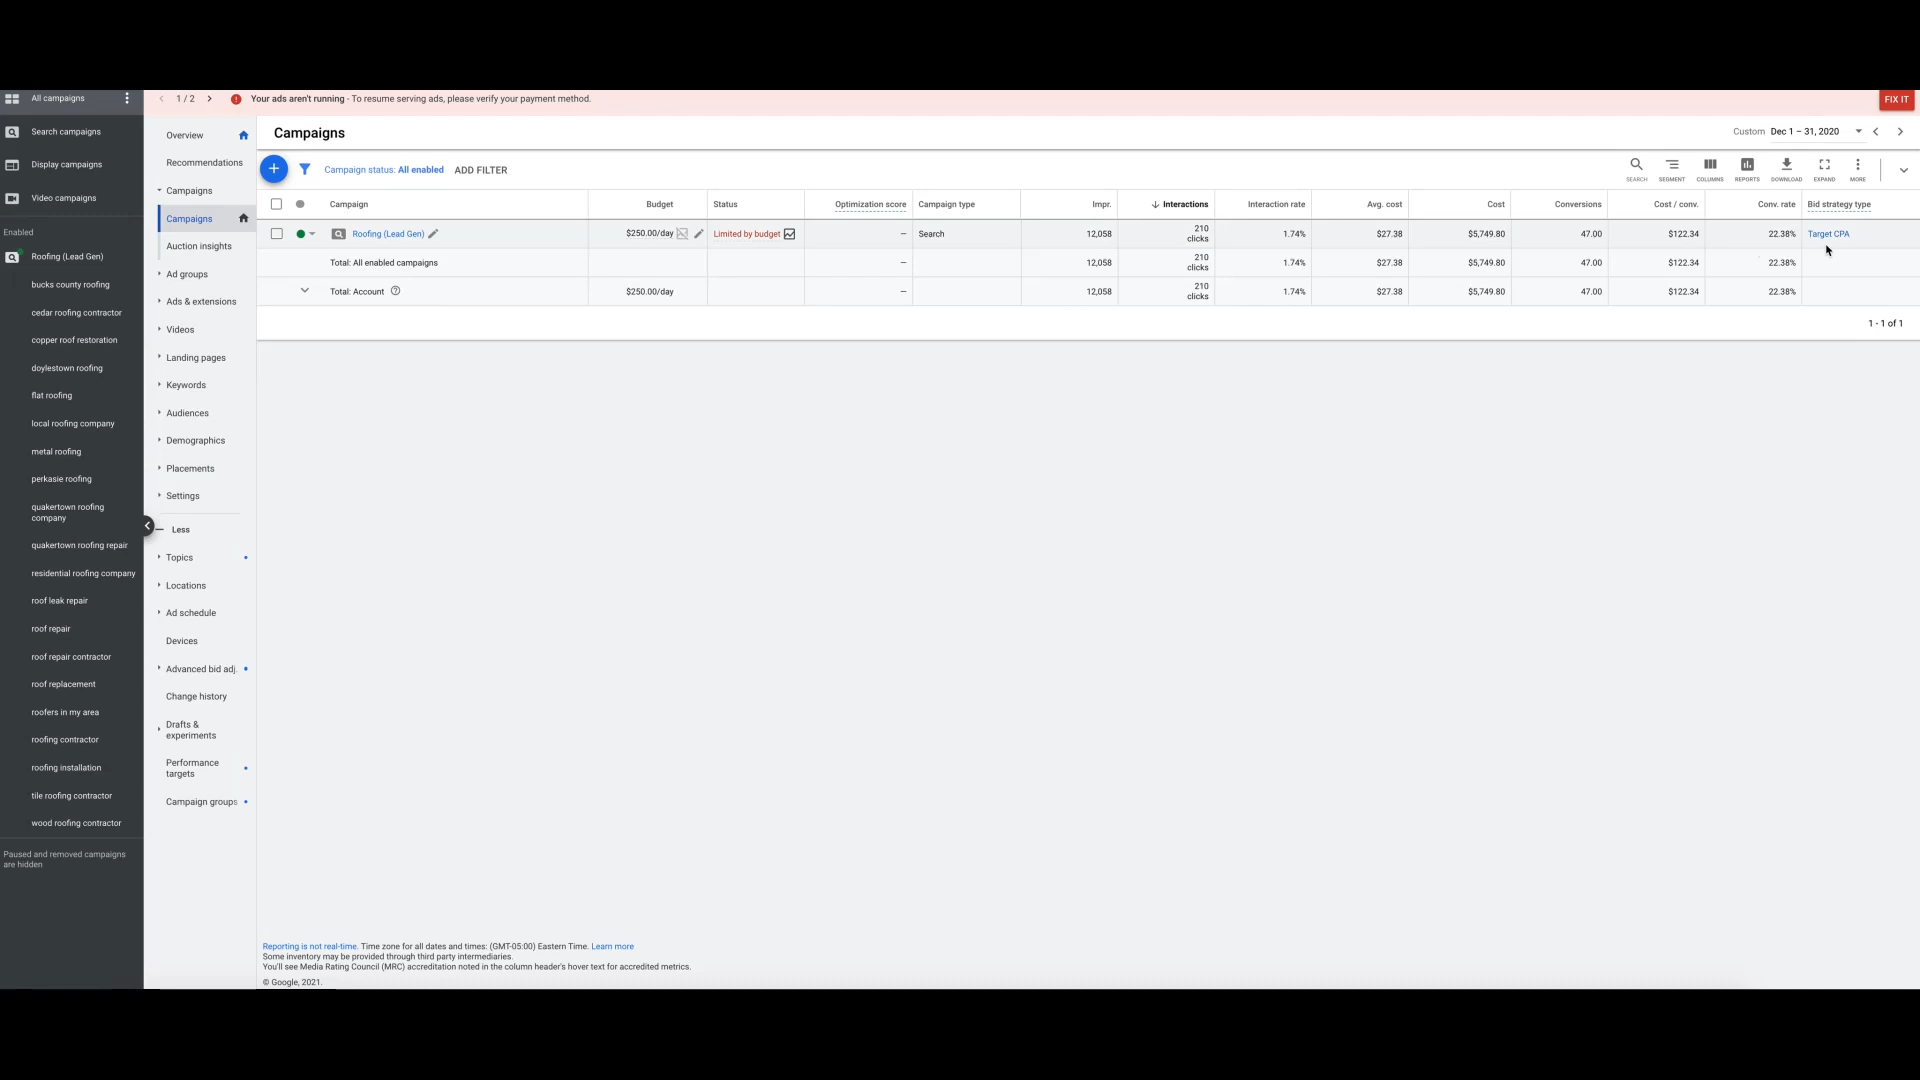 All campaigns
1 / 2
Your ads aren't running - To resume serving ads, please verify your payment method.
FIX IT
Search campaigns
Display campaigns
Video campaigns
Enabled
Roofing (Lead Gen)
bucks county roofing
cedar roofing contractor
copper roof restoration
doylestown roofing
flat roofing
local roofing company
metal roofing
perkasie roofing
quakertown roofing
company
quakertown roofing repair
residential roofing company
roof leak repair
roof repair
roof repair contractor
roof replacement
roofers in my area
roofing contractor
roofing installation
tile roofing contractor
wood roofing contractor
Paused and removed campaigns
are hidden
Overview
Recommendations
Campaigns
Campaigns
Auction insights
Ad groups
Ads & extensions
Videos
Landing pages
Keywords
Audiences
Demographics
Placements
Settings
Less
Topics
Locations
Ad schedule
Devices
Advanced bid adj.
Change history
Drafts &
experiments
Performance
targets
Campaign groups
Campaigns
Custom Dec 1 – 31, 2020
Campaign status: All enabled ADD FILTER
SEARCH SEGMENT COLUMNS REPORTS DOWNLOAD EXPAND MORE
Campaign Budget Status Optimization score Campaign type Impr. Interactions Interaction rate Avg. cost Cost Conversions Cost / conv. Conv. rate Bid strategy type
Roofing (Lead Gen) $250.00/day Limited by budget – Search 12,058 210 clicks 1.74% $27.38 $5,749.80 47.00 $122.34 22.38% Target CPA
Total: All enabled campaigns – 12,058 210 clicks 1.74% $27.38 $5,749.80 47.00 $122.34 22.38%
Total: Account $250.00/day – 12,058 210 clicks 1.74% $27.38 $5,749.80 47.00 $122.34 22.38%
1 - 1 of 1
Reporting is not real-time. Time zone for all dates and times: (GMT-05:00) Eastern Time. Learn more
Some inventory may be provided through third party intermediaries.
You'll see Media Rating Council (MRC) accreditation noted in the column header's hover text for accredited metrics.
© Google, 2021.